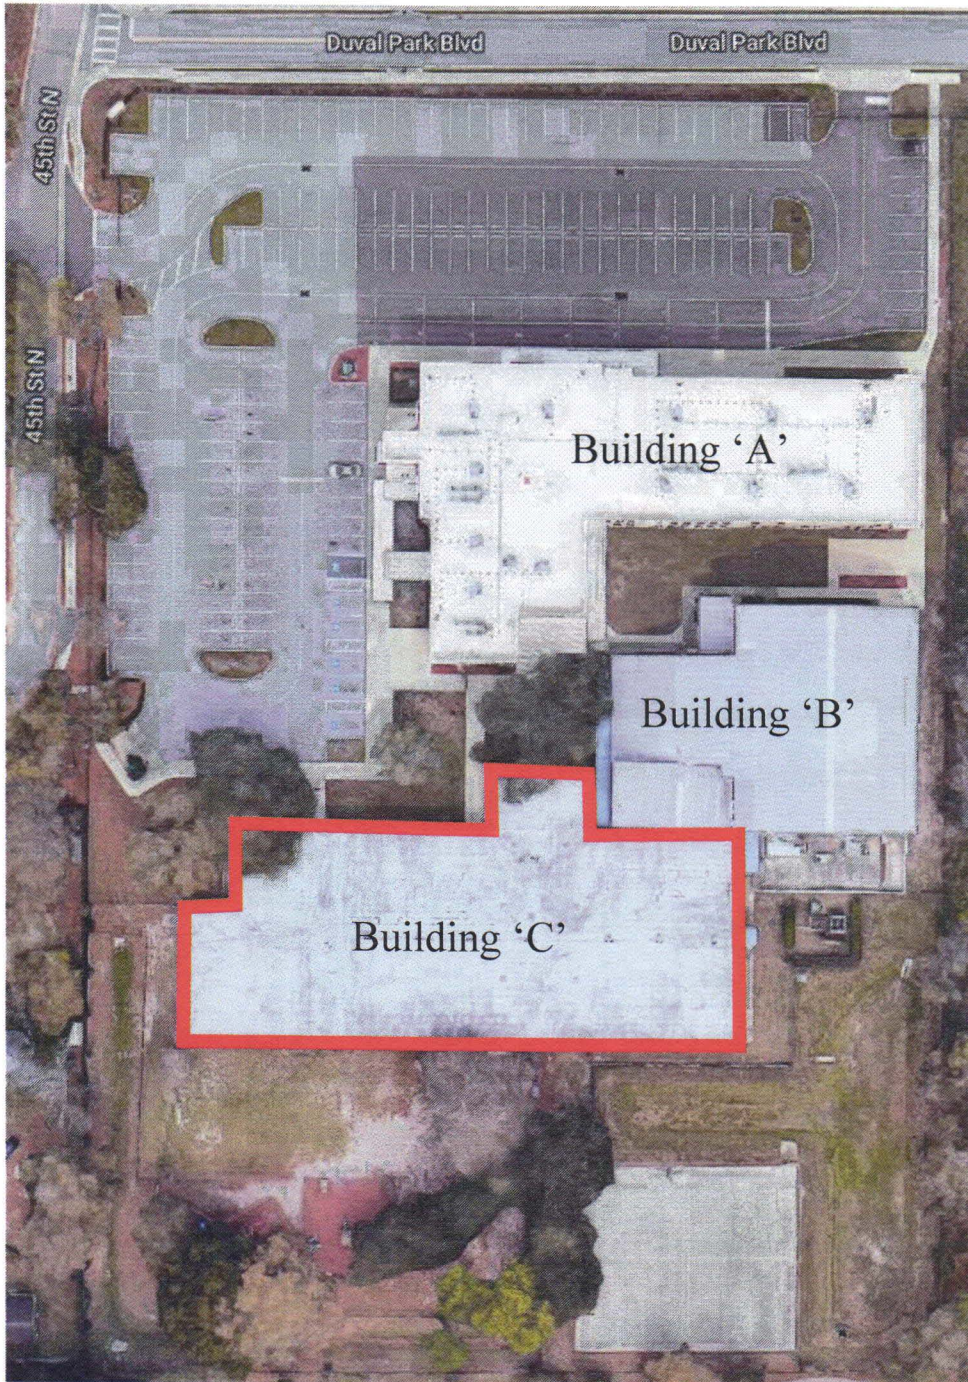 Duval Park Blvd Duval Park Blvd
45th St N
45th St N
Building ‘A’
Building ‘B’
Building ‘C’